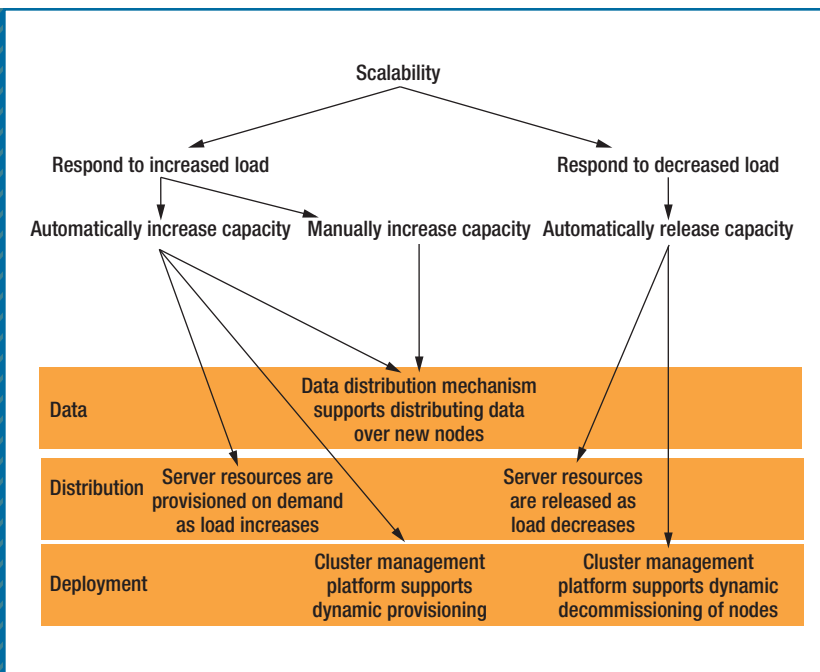 Scalability
Respond to increased load
Respond to decreased load
Automatically increase capacity
Manually increase capacity
Automatically release capacity
Data
Data distribution mechanism
supports distributing data
over new nodes
Distribution
Server resources are
provisioned on demand
as load increases
Server resources
are released as
load decreases
Deployment
Cluster management
platform supports
dynamic provisioning
Cluster management
platform supports dynamic
decommissioning of nodes